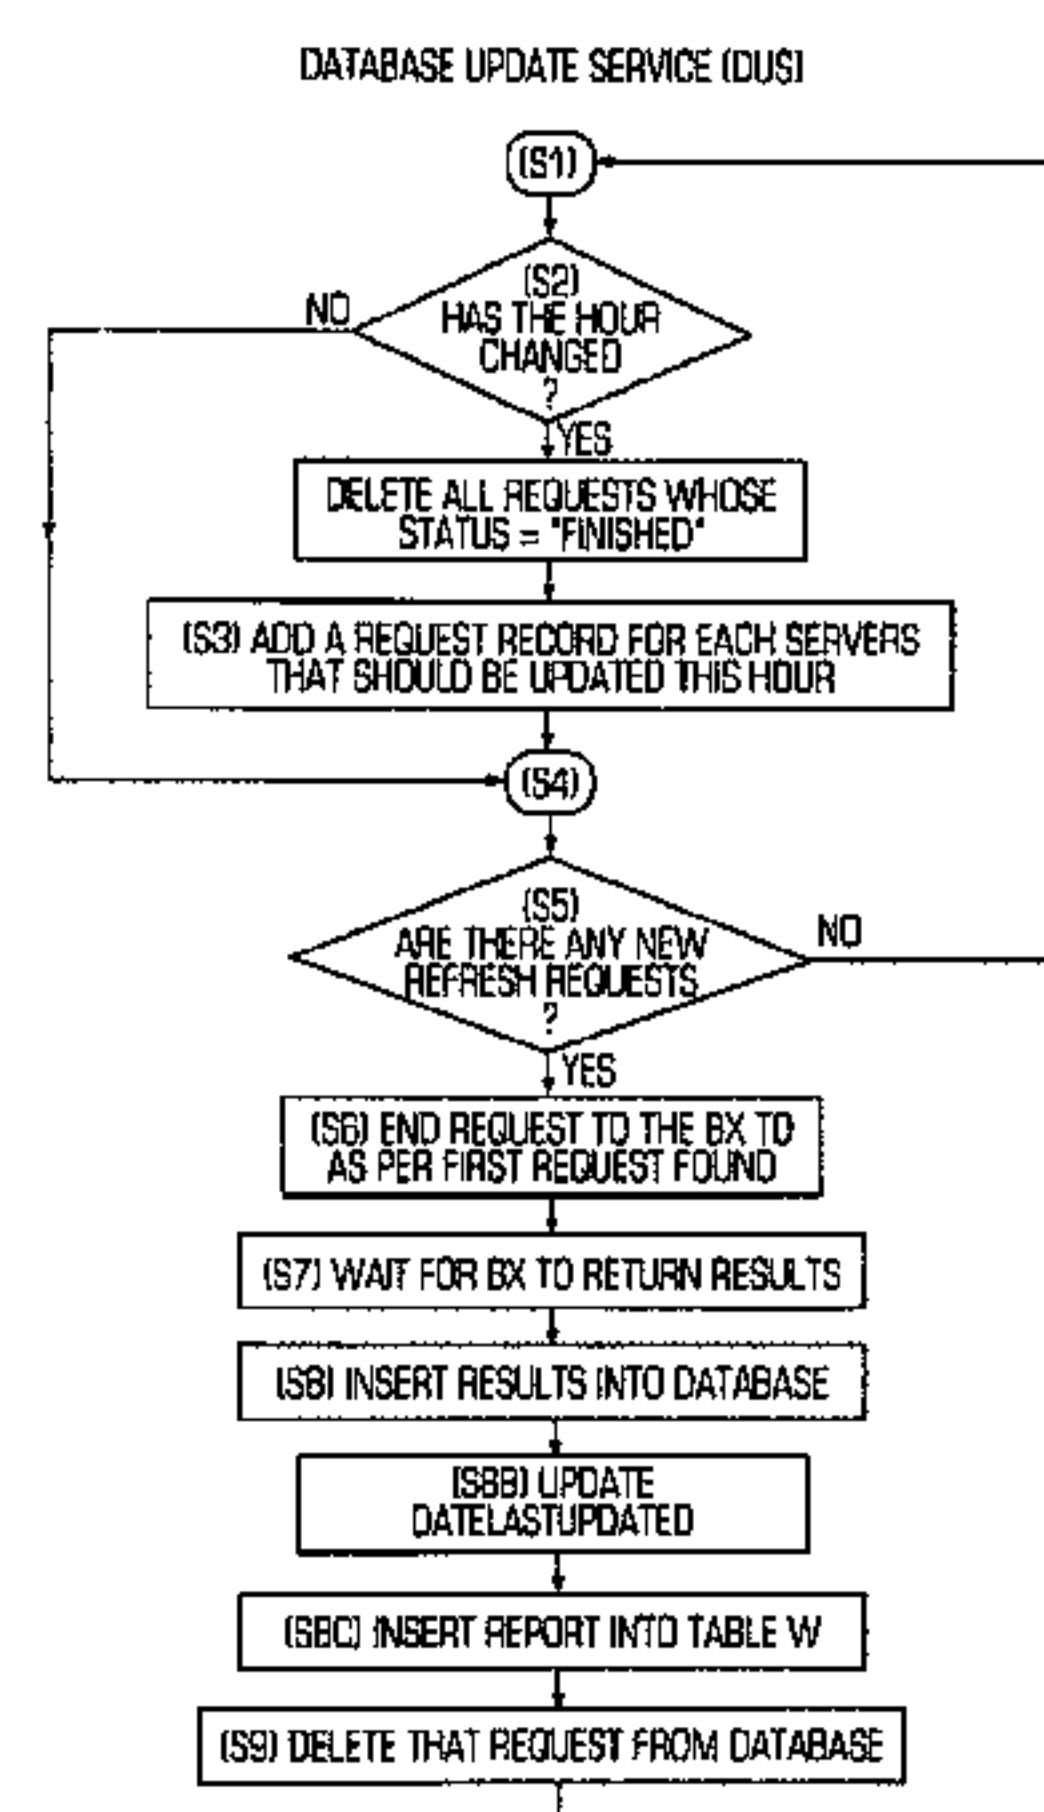 DATABASE UPDATE SERVICE (DUS)
(S1)
(S2)
HAS THE HOUR
CHANGED
?
NO
YES
DELETE ALL REQUESTS WHOSE
STATUS = "FINISHED"
(S3) ADD A REQUEST RECORD FOR EACH SERVERS
THAT SHOULD BE UPDATED THIS HOUR
(S4)
(S5)
ARE THERE ANY NEW
REFRESH REQUESTS
?
NO
YES
(S6) END REQUEST TO THE BX TO
AS PER FIRST REQUEST FOUND
(S7) WAIT FOR BX TO RETURN RESULTS
(S8) INSERT RESULTS INTO DATABASE
(S8B) UPDATE
DATELASTUPDATED
(S8C) INSERT REPORT INTO TABLE W
(S9) DELETE THAT REQUEST FROM DATABASE